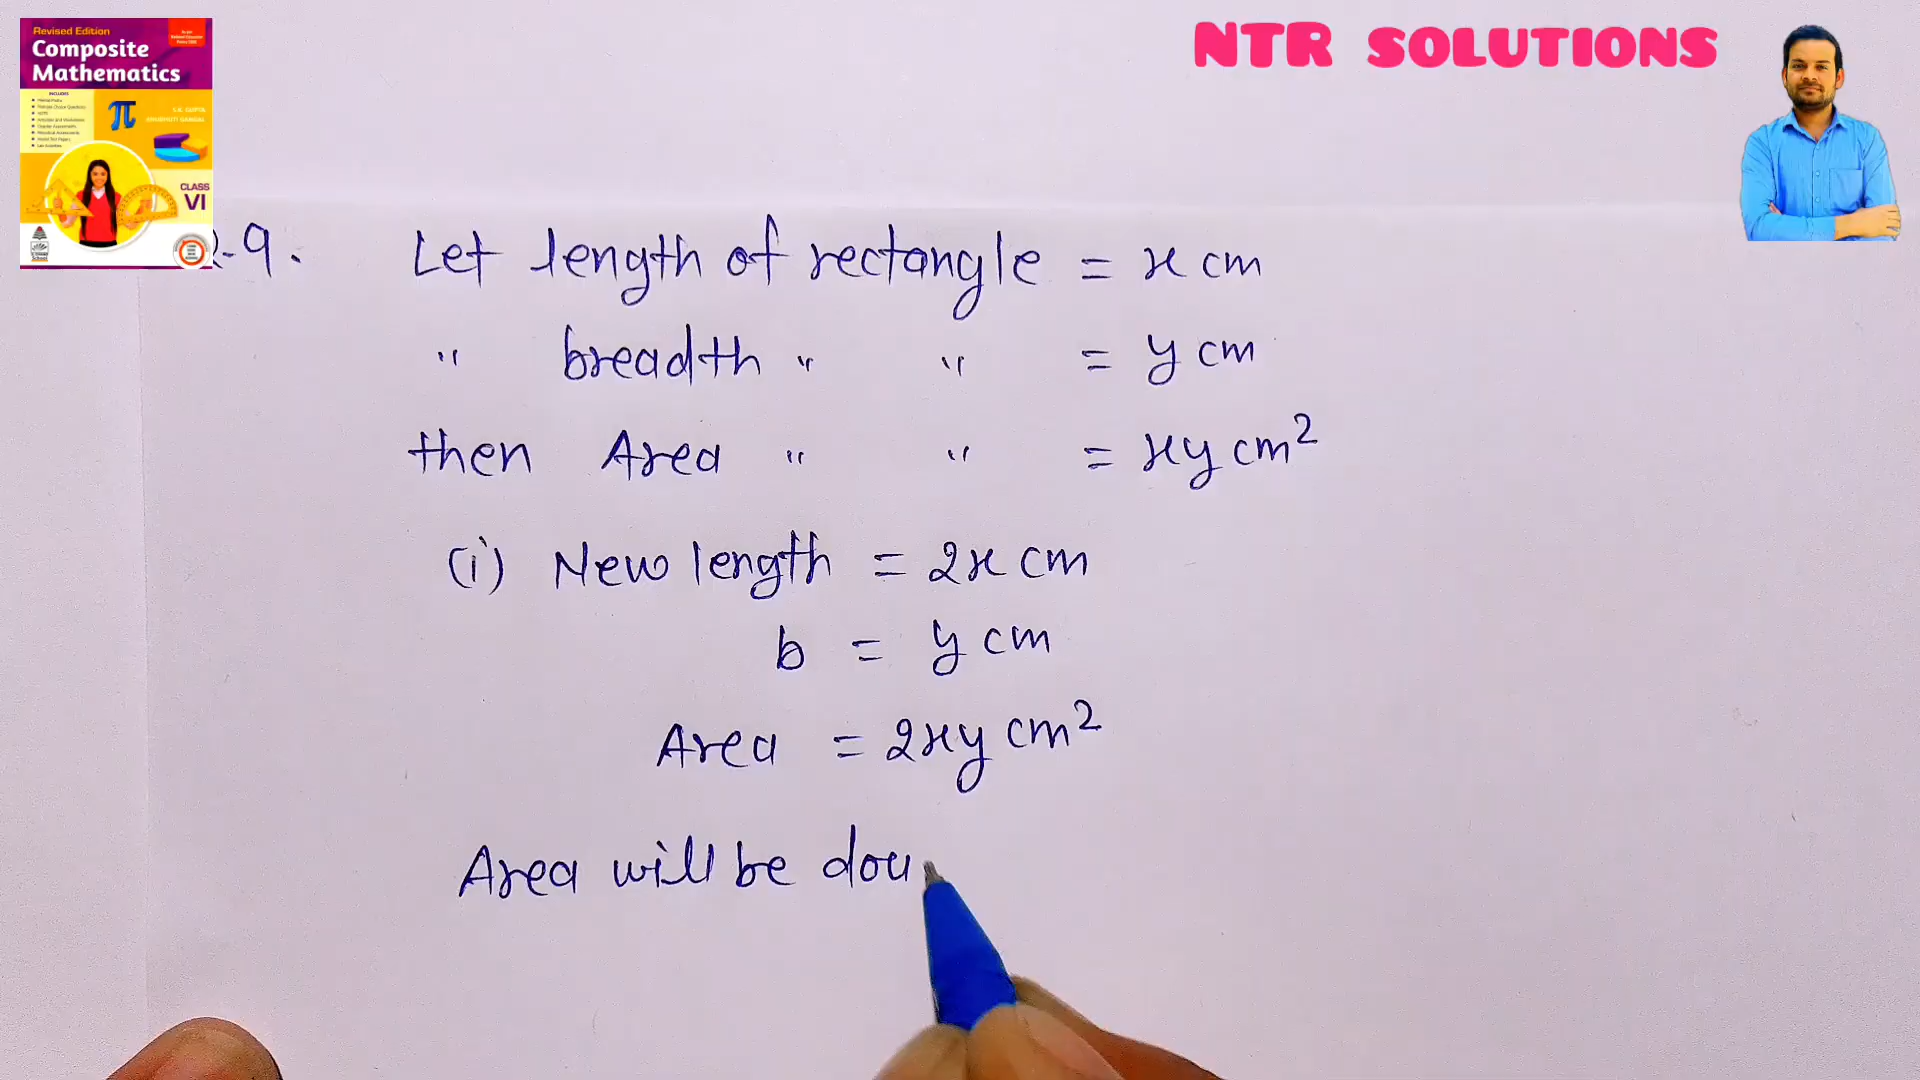 Revised Edition
Composite
Mathematics
INCLUDES
CLASS
VI
NTR SOLUTIONS
.9. Let length of rectangle = x cm
" breadth " " = y cm
then Area " " = xy cm²
(i) New length = 2x cm
b = y cm
Area = 2xy cm²
Area will be dou